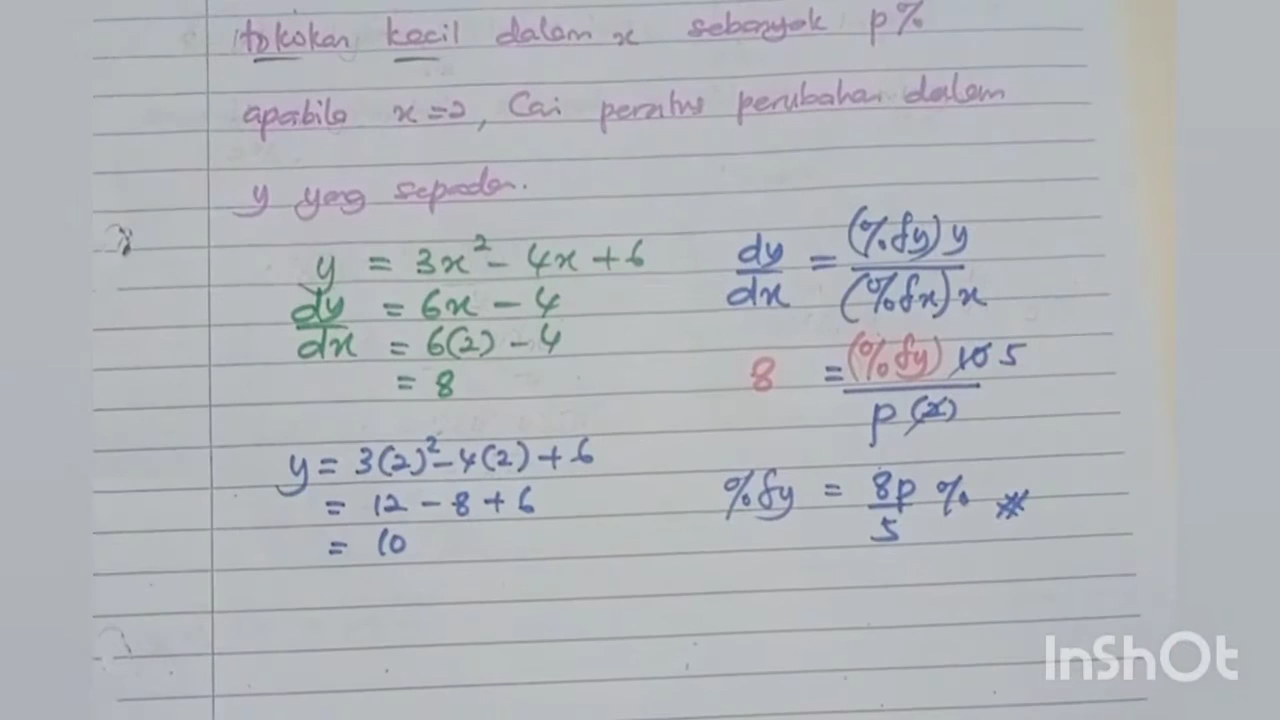 tokokan kecil dalam x sebanyak p%
apabila x=2, Cari peratus perubahan dalam
y yang sepadan.
y = 3x² - 4x + 6
dy/dx = 6x - 4
= 6(2) - 4
= 8
y = 3(2)² - 4(2) + 6
= 12 - 8 + 6
= 10
dy/dx = (%δy) y / (%δx) x
8 = (%δy) 10 5 / p (2)
%δy = 8p/5 %
InShOt